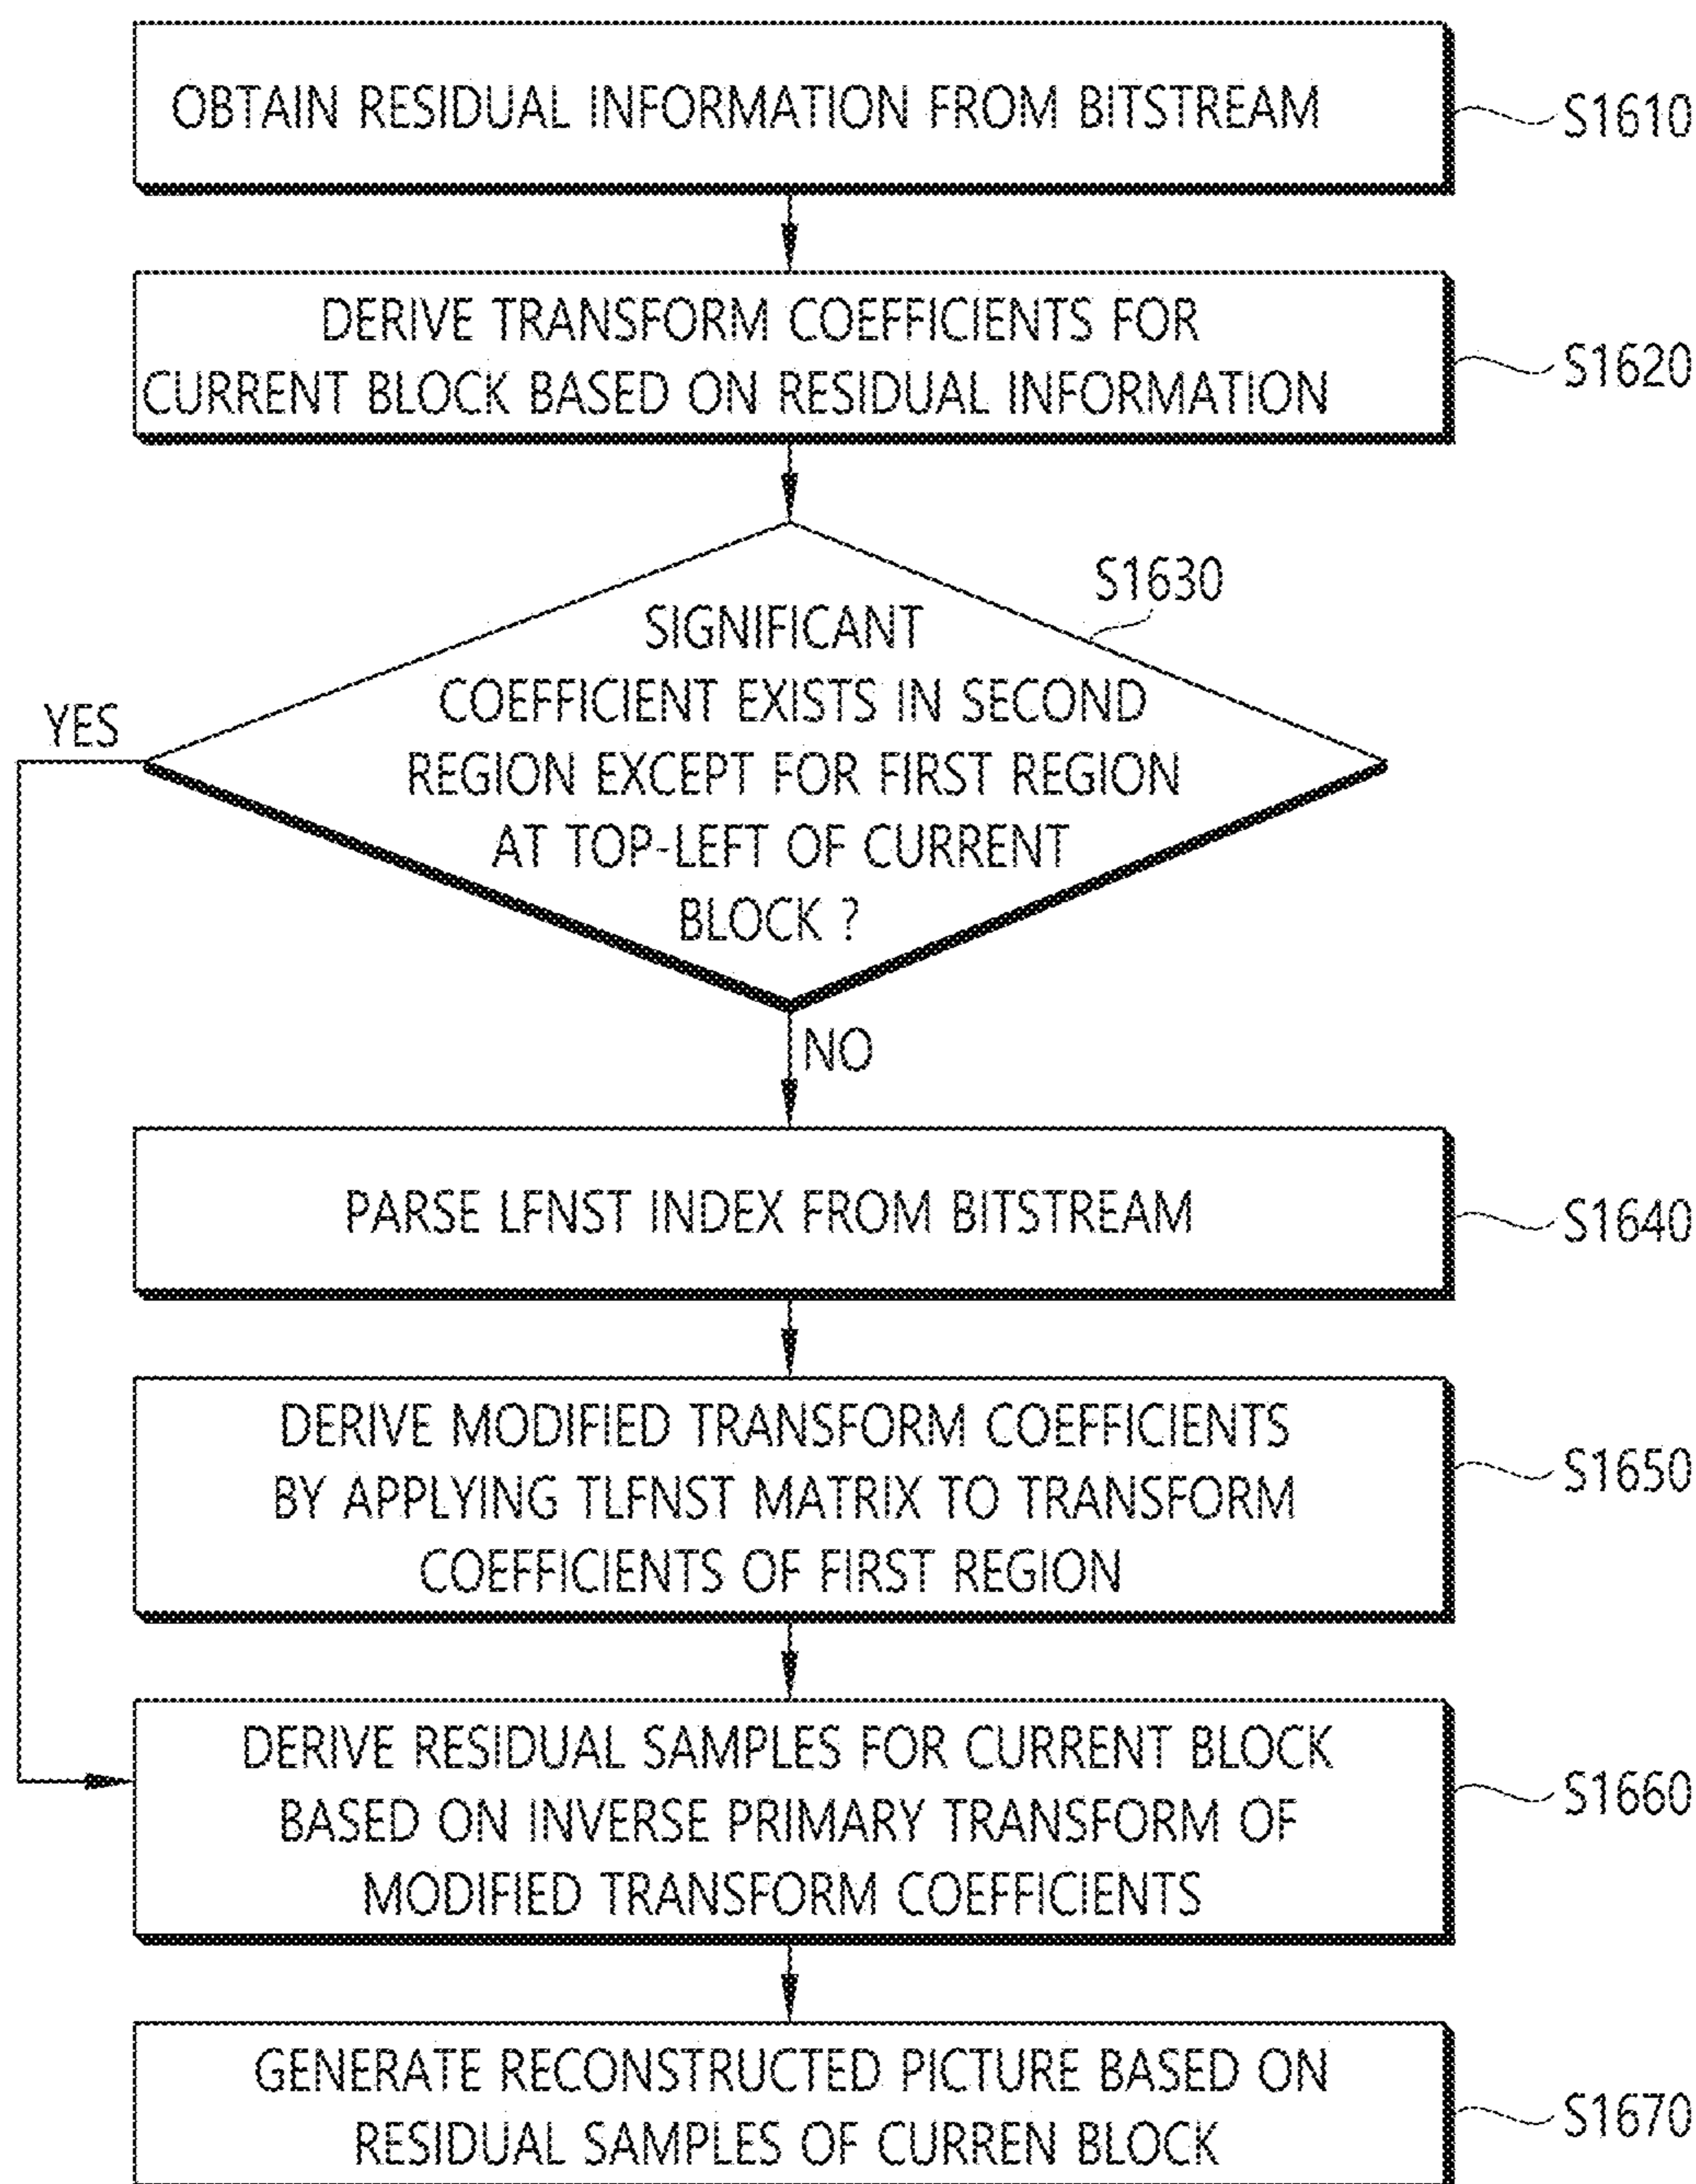 OBTAIN RESIDUAL INFORMATION FROM BITSTREAM
S1610
DERIVE TRANSFORM COEFFICIENTS FOR
CURRENT BLOCK BASED ON RESIDUAL INFORMATION
S1620
S1630
SIGNIFICANT
COEFFICIENT EXISTS IN SECOND
REGION EXCEPT FOR FIRST REGION
AT TOP-LEFT OF CURRENT
BLOCK ?
YES
NO
PARSE LFNST INDEX FROM BITSTREAM
S1640
DERIVE MODIFIED TRANSFORM COEFFICIENTS
BY APPLYING TLFNST MATRIX TO TRANSFORM
COEFFICIENTS OF FIRST REGION
S1650
DERIVE RESIDUAL SAMPLES FOR CURRENT BLOCK
BASED ON INVERSE PRIMARY TRANSFORM OF
MODIFIED TRANSFORM COEFFICIENTS
S1660
GENERATE RECONSTRUCTED PICTURE BASED ON
RESIDUAL SAMPLES OF CURREN BLOCK
S1670